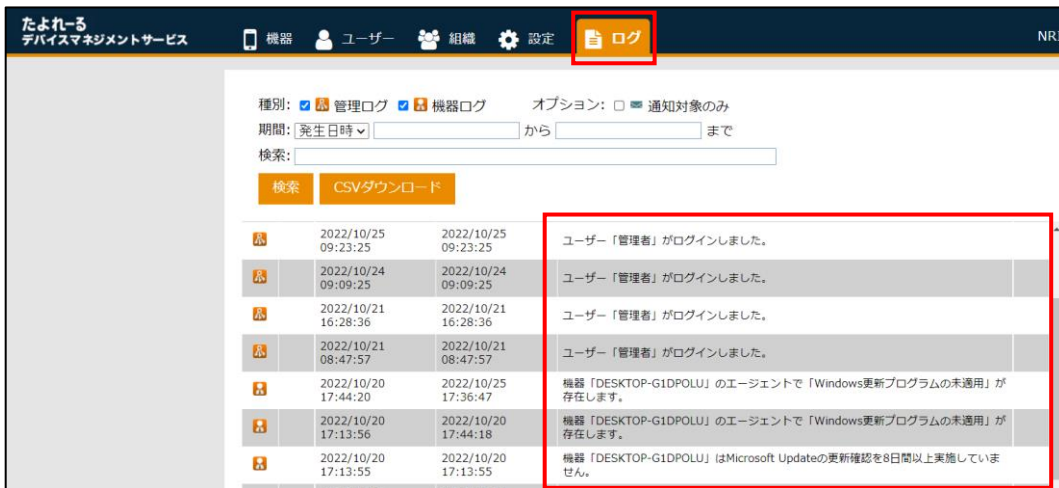 たよれーる
デバイスマネジメントサービス
機器 ユーザー 組織 設定 ログ NRI
種別: 管理ログ 機器ログ オプション: 通知対象のみ
期間: 発生日時 から まで
検索:
検索 CSVダウンロード
2022/10/25 2022/10/25
09:23:25 09:23:25
ユーザー「管理者」がログインしました。
2022/10/24 2022/10/24
09:09:25 09:09:25
ユーザー「管理者」がログインしました。
2022/10/21 2022/10/21
16:28:36 16:28:36
ユーザー「管理者」がログインしました。
2022/10/21 2022/10/21
08:47:57 08:47:57
ユーザー「管理者」がログインしました。
2022/10/20 2022/10/25
17:44:20 17:36:47
機器「DESKTOP-G1DPOLU」のエージェントで「Windows更新プログラムの未適用」が
存在します。
2022/10/20 2022/10/20
17:13:56 17:44:18
機器「DESKTOP-G1DPOLU」のエージェントで「Windows更新プログラムの未適用」が
存在します。
2022/10/20 2022/10/20
17:13:55 17:13:55
機器「DESKTOP-G1DPOLU」はMicrosoft Updateの更新確認を8日間以上実施していま
せん。